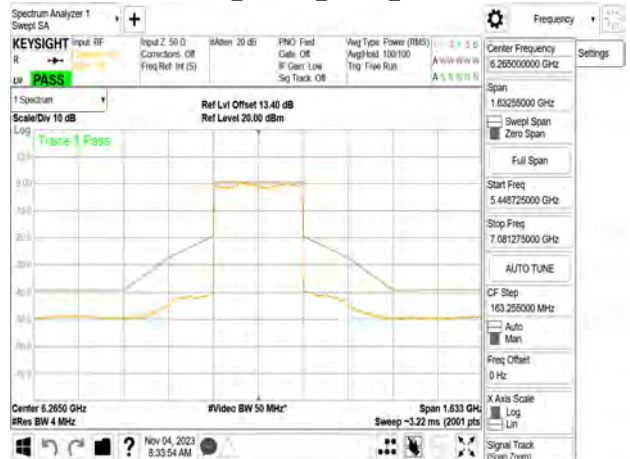 Spectrum Analyzer 1
Swept SA
+
Frequency
KEYSIGHT
R
PASS
Input: RF
Input Z: 50 Ω
Corrections: Off
Freq Ref: Int (S)
#Atten: 20 dB
PNO: Fast
Gate: Off
IF Gain: Low
Sig Track: Off
Avg Type: Power (RMS)
Avg|Hold: 100/100
Trig: Free Run
Center Frequency
6.265000000 GHz
Settings
Span
1.63255000 GHz
Swept Span
Zero Span
Full Span
Start Freq
5.448725000 GHz
Stop Freq
7.081275000 GHz
AUTO TUNE
CF Step
163.255000 MHz
Auto
Man
Freq Offset
0 Hz
X Axis Scale
Log
Lin
Signal Track
(Span Zoom)
1 Spectrum
Scale/Div 10 dB
Ref Lvl Offset 13.40 dB
Ref Level 20.00 dBm
Log
Trace 1 Pass
Center 6.2650 GHz
#Res BW 4 MHz
#Video BW 50 MHz*
Span 1.633 GHz
Sweep ~3.22 ms (2001 pts)
Nov 04, 2023
8:33:54 AM